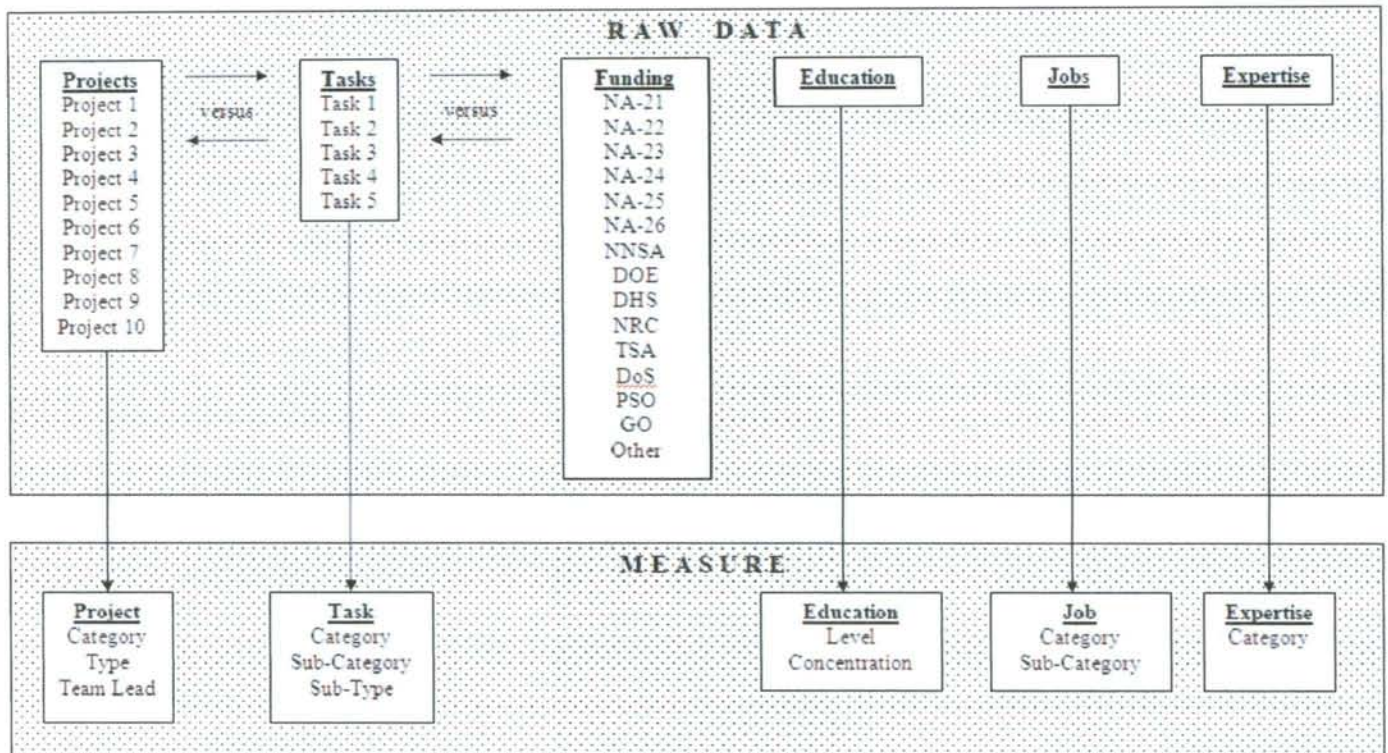 RAW DATA
Projects
Project 1
Project 2
Project 3
Project 4
Project 5
Project 6
Project 7
Project 8
Project 9
Project 10
versus
Tasks
Task 1
Task 2
Task 3
Task 4
Task 5
versus
Funding
NA-21
NA-22
NA-23
NA-24
NA-25
NA-26
NNSA
DOE
DHS
NRC
TSA
DoS
PSO
GO
Other
Education
Jobs
Expertise
MEASURE
Project
Category
Type
Team Lead
Task
Category
Sub-Category
Sub-Type
Education
Level
Concentration
Job
Category
Sub-Category
Expertise
Category